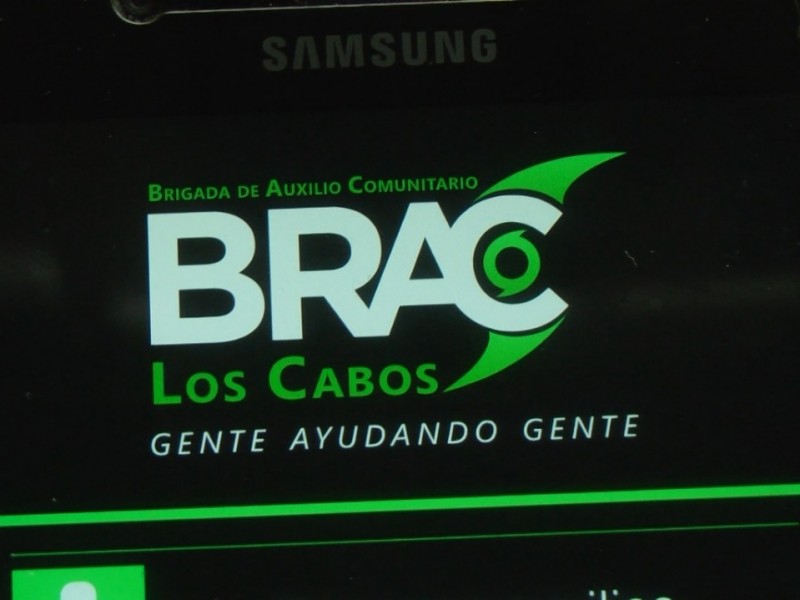 SAMSUNG
BRIGADA DE AUXILIO COMUNITARIO
BRAC
LOS CABOS
GENTE AYUDANDO GENTE